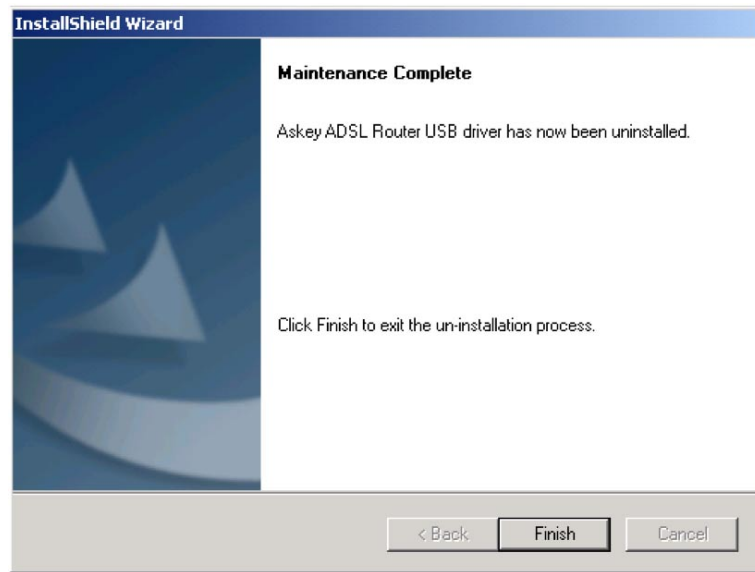 InstallShield Wizard
Maintenance Complete
Askey ADSL Router USB driver has now been uninstalled.
Click Finish to exit the un-installation process.
< Back
Finish
Cancel